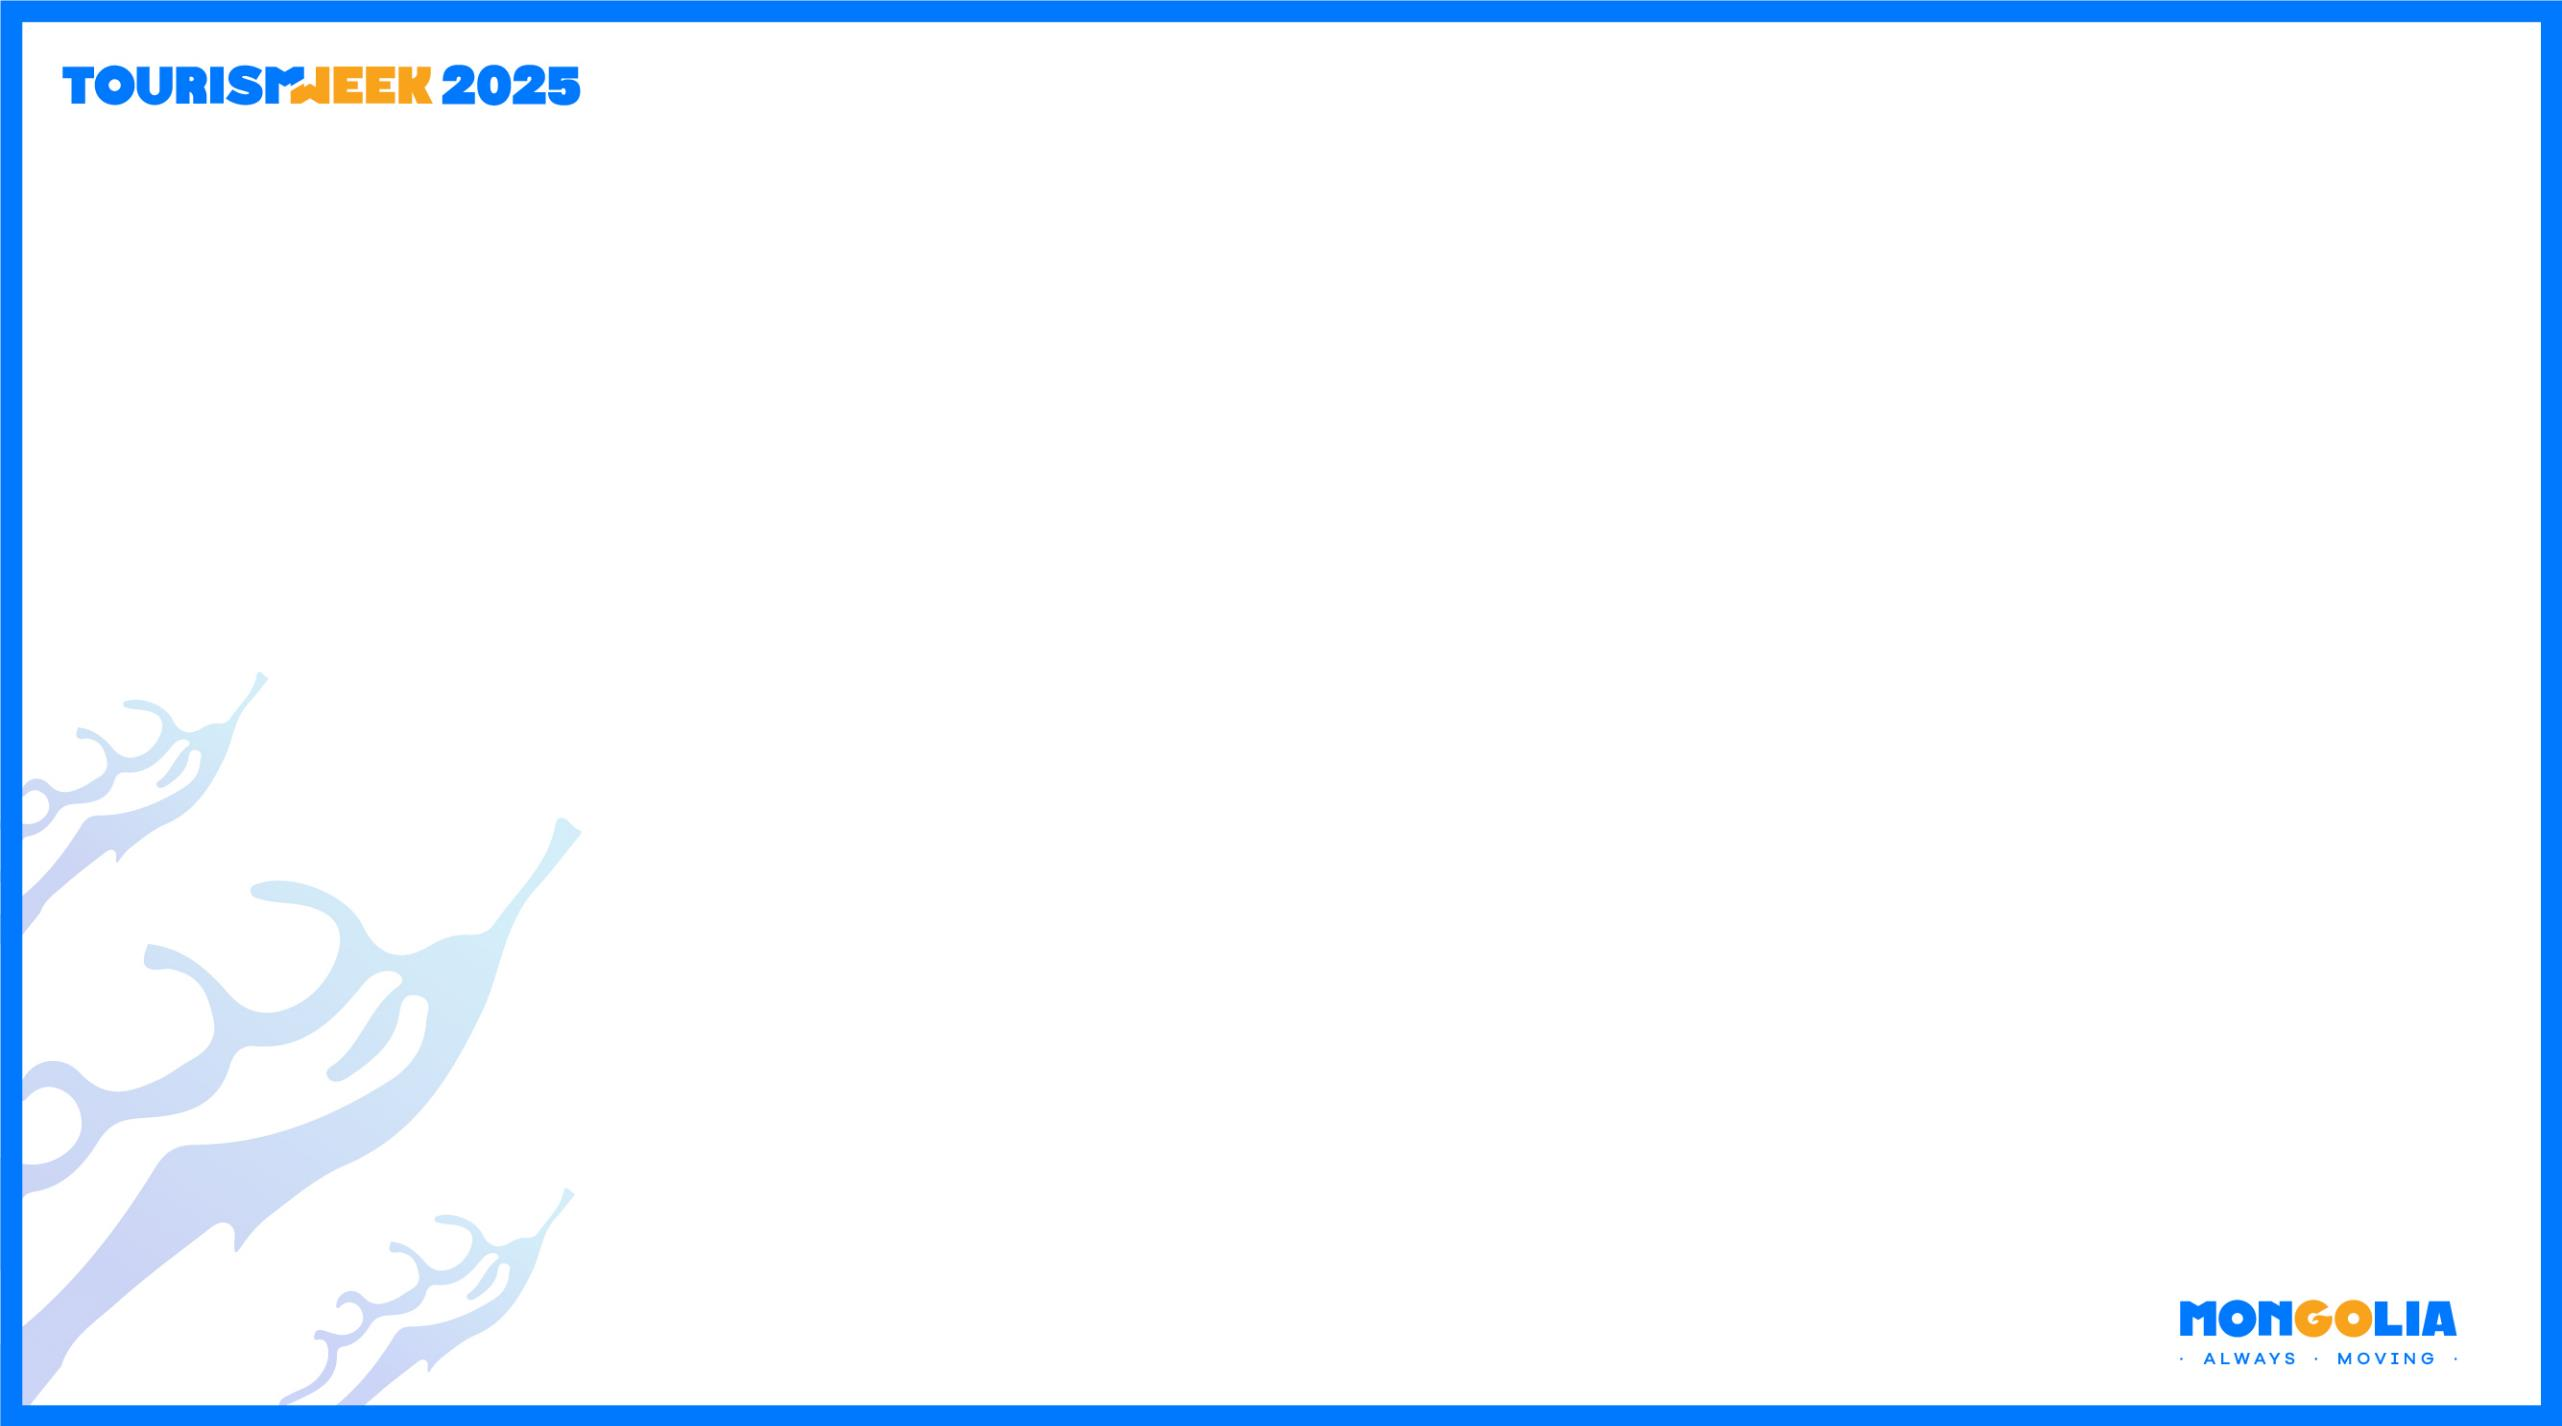 TOURISMWEEK 2025
MONGOLIA
· ALWAYS · MOVING ·